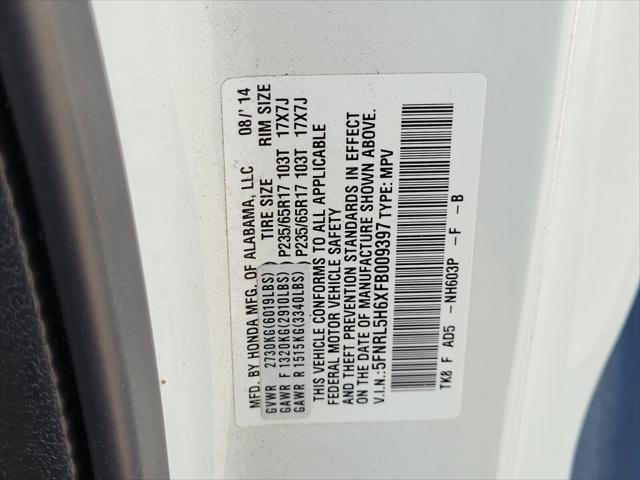 MFD. BY HONDA MFG. OF ALABAMA, LLC 08/'14
TIRE SIZE RIM SIZE
GVWR 2730KG(6019LBS)
GAWR F 1320KG(2910LBS) P235/65R17 103T 17X7J
GAWR R 1515KG(3340LBS) P235/65R17 103T 17X7J
THIS VEHICLE CONFORMS TO ALL APPLICABLE
FEDERAL MOTOR VEHICLE SAFETY
AND THEFT PREVENTION STANDARDS IN EFFECT
ON THE DATE OF MANUFACTURE SHOWN ABOVE.
V.I.N.:5FNRL5H6XFB009397 TYPE: MPV
TK8 F AD5 -NH603P -F -B